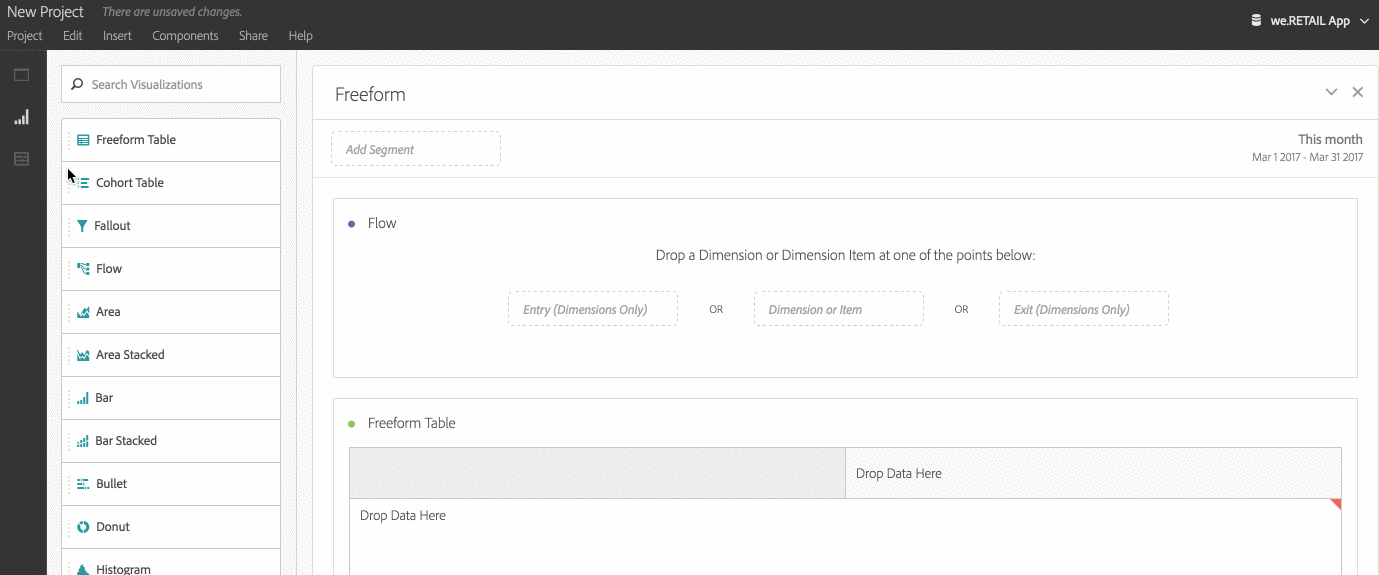 New Project There are unsaved changes.
we.RETAIL App
Project Edit Insert Components Share Help
Search Visualizations
Freeform Table
Cohort Table
Fallout
Flow
Area
Area Stacked
Bar
Bar Stacked
Bullet
Donut
Histogram
Freeform
Add Segment
This month
Mar 1 2017 - Mar 31 2017
Flow
Drop a Dimension or Dimension Item at one of the points below:
Entry (Dimensions Only) OR Dimension or Item OR Exit (Dimensions Only)
Freeform Table
Drop Data Here
Drop Data Here